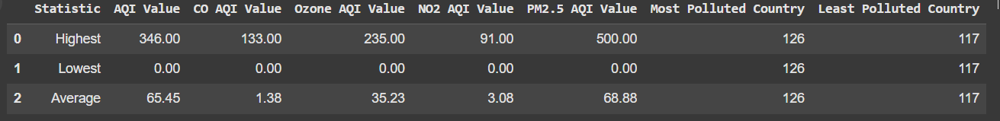 Statistic AQI Value CO AQI Value Ozone AQI Value NO2 AQI Value PM2.5 AQI Value Most Polluted Country Least Polluted Country
0 Highest 346.00 133.00 235.00 91.00 500.00 126 117
1 Lowest 0.00 0.00 0.00 0.00 0.00 126 117
2 Average 65.45 1.38 35.23 3.08 68.88 126 117